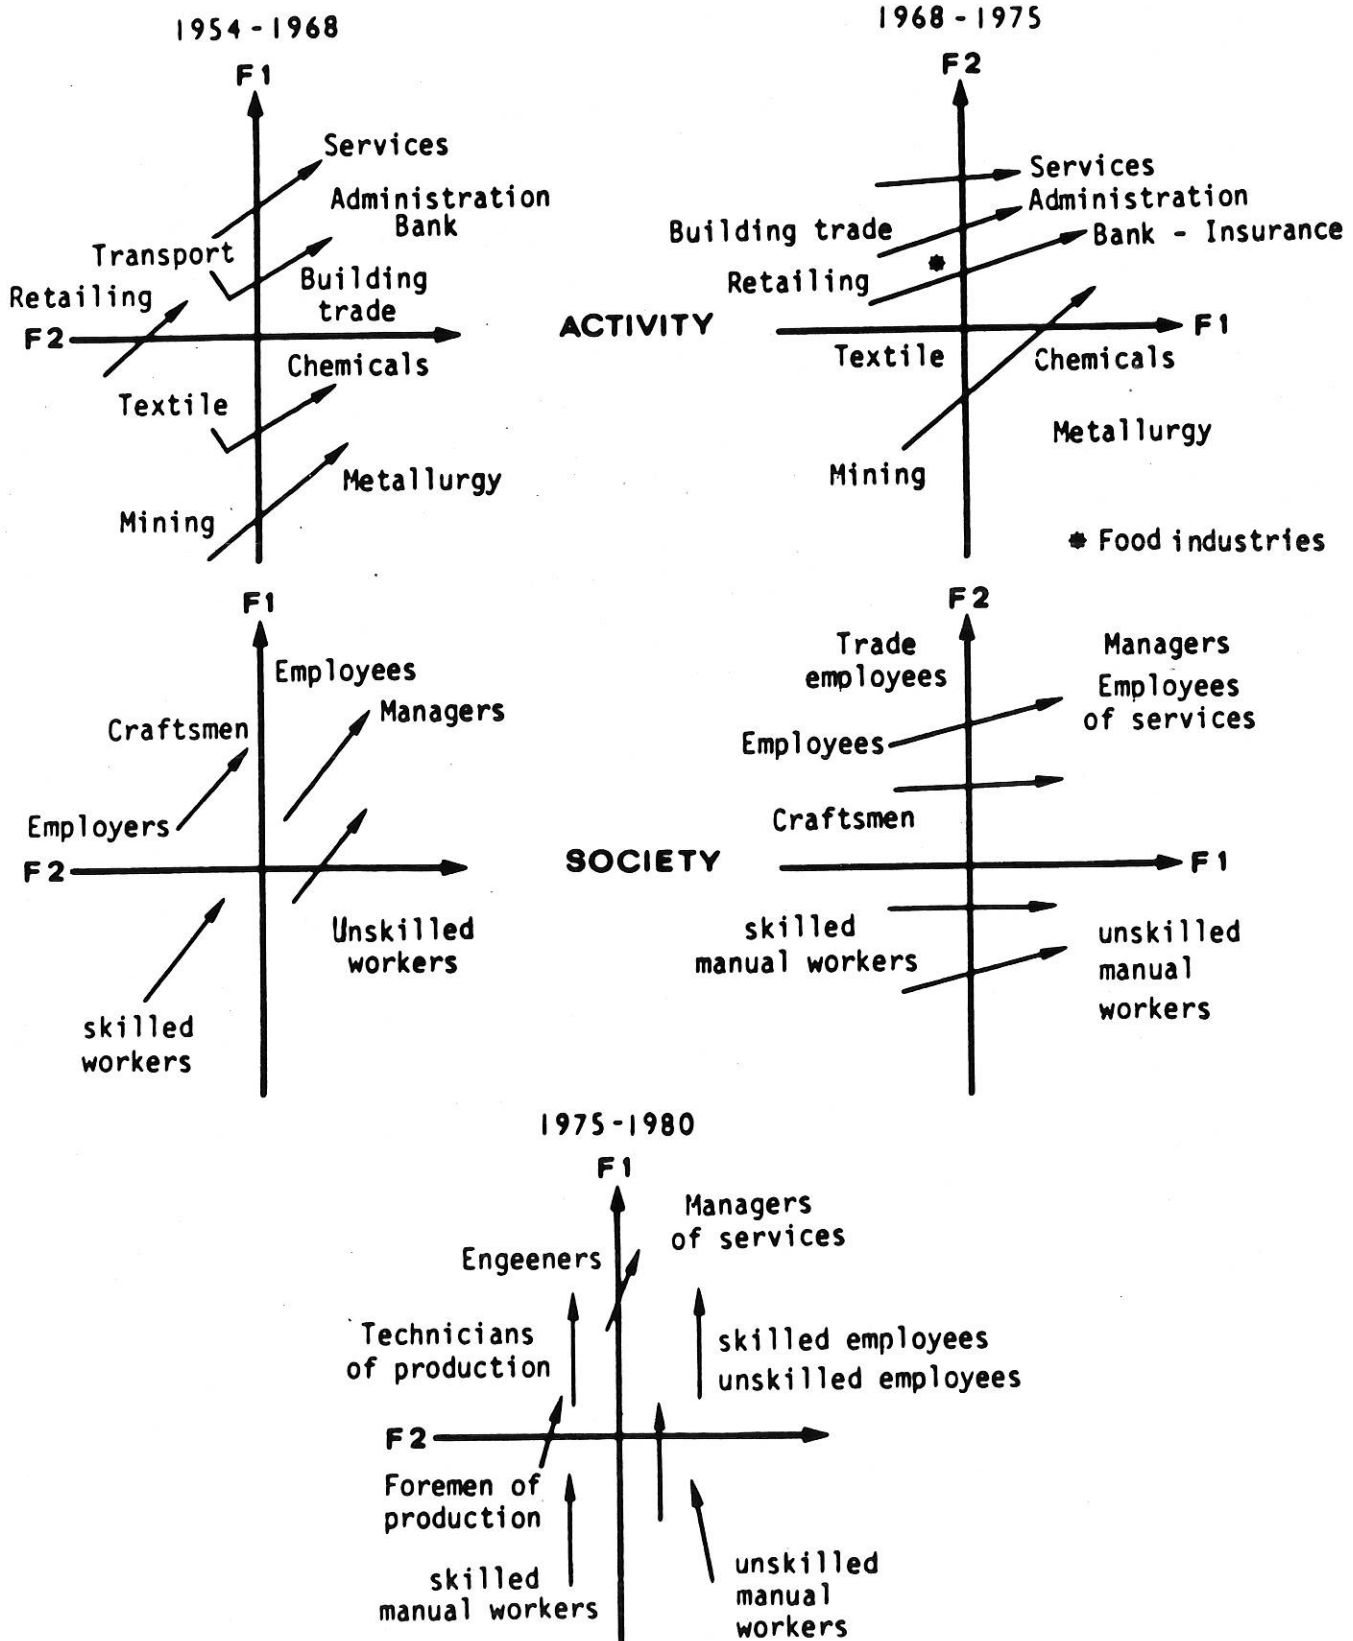 1954-1968
F1
Services
Administration
Bank
Transport
Building
trade
Retailing
F2
Chemicals
Textile
Metallurgy
Mining
1968-1975
F2
Services
Administration
Building trade
Bank - Insurance
Retailing
F1
Textile
Chemicals
Metallurgy
Mining
* Food industries
ACTIVITY
F1
Employees
Managers
Craftsmen
Employers
F2
Unskilled
workers
skilled
workers
SOCIETY
F2
Trade
employees
Managers
Employees
of services
Employees
Craftsmen
F1
skilled
manual workers
unskilled
manual
workers
1975-1980
F1
Managers
of services
Engeeners
Technicians
of production
skilled employees
unskilled employees
F2
Foremen of
production
skilled
manual workers
unskilled
manual
workers